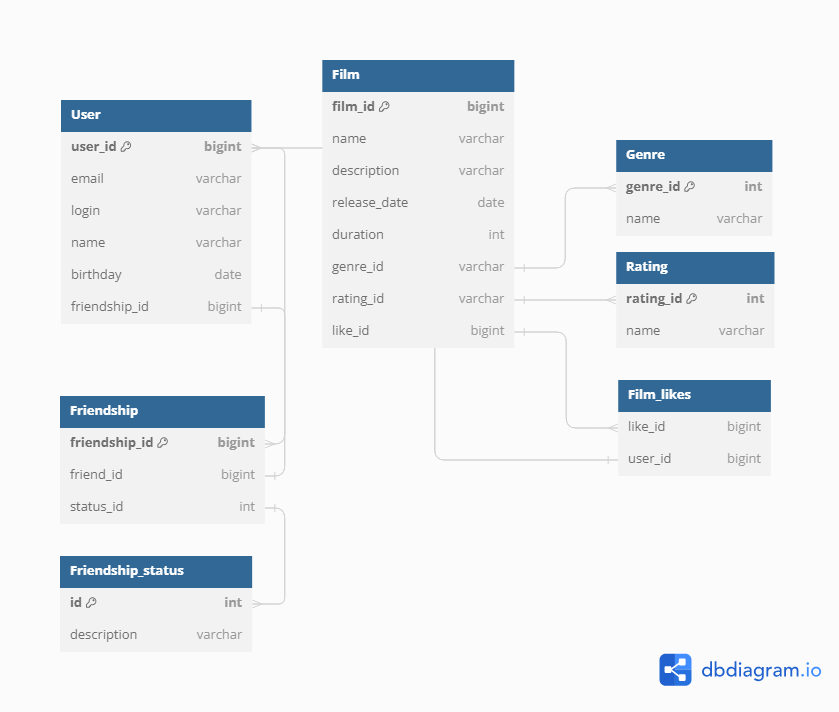 User
user_id bigint
email varchar
login varchar
name varchar
birthday date
friendship_id bigint
Friendship
friendship_id bigint
friend_id bigint
status_id int
Friendship_status
id int
description varchar
Film
film_id bigint
name varchar
description varchar
release_date date
duration int
genre_id varchar
rating_id varchar
like_id bigint
Genre
genre_id int
name varchar
Rating
rating_id int
name varchar
Film_likes
like_id bigint
user_id bigint
dbdiagram.io